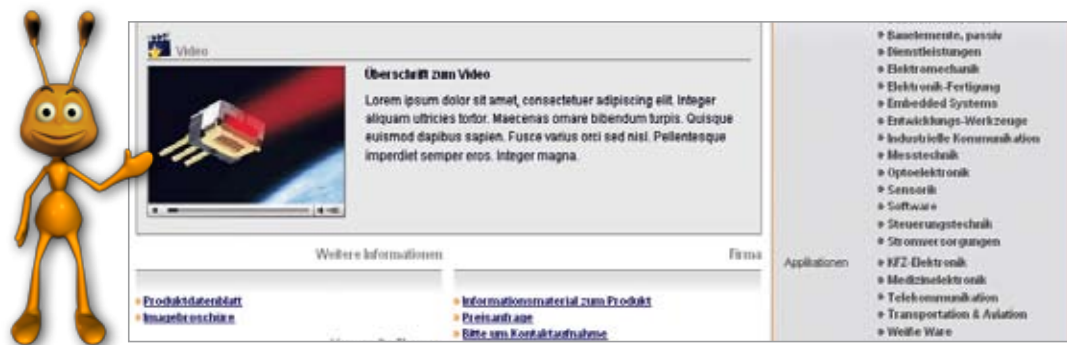 Video
Überschrift zum Video
Lorem ipsum dolor sit amet, consectetuer adipiscing elit. Integer
aliquam ultricies tortor. Maecenas ornare bibendum turpis. Quisque
euismod dapibus sapien. Fusce varius orci sed nisl. Pellentesque
imperdiet semper eros. Integer magna.
Weitere Informationen
Produktdatenblatt
Imagebroschüre
Firma
Informationsmaterial zum Produkt
Preisanfrage
Bitte um Kontaktaufnahme
Bauelemente, passiv
Dienstleistungen
Elektromechanik
Elektronik-Fertigung
Embedded Systems
Entwicklungs-Werkzeuge
Industrielle Kommunikation
Messtechnik
Optoelektronik
Sensorik
Software
Steuerungstechnik
Stromversorgungen
Applikationen
KFZ-Elektronik
Medizinelektronik
Telekommunikation
Transportation & Aviation
Weiße Ware